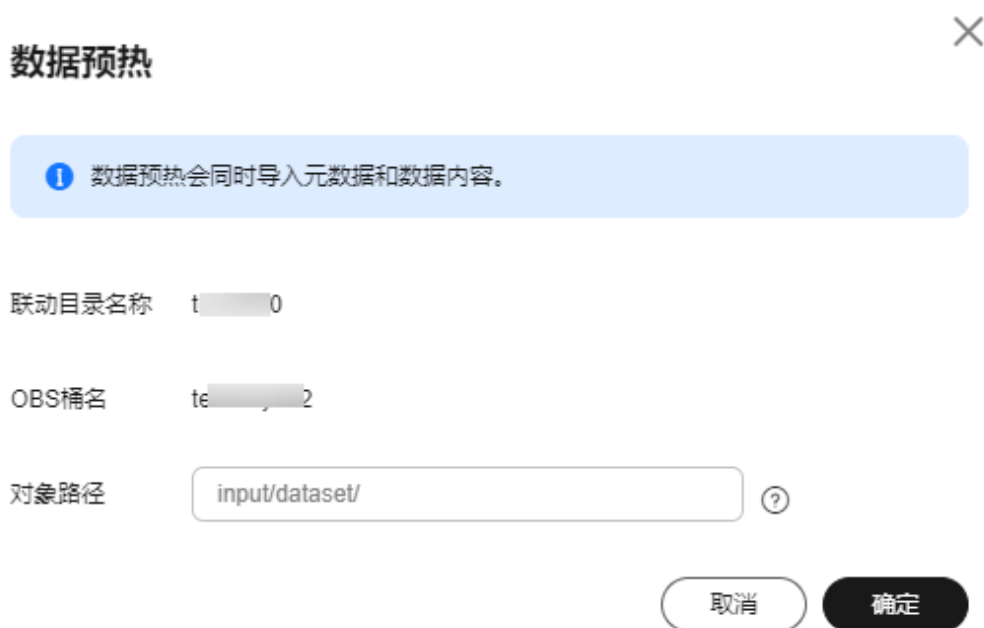 数据预热
数据预热会同时导入元数据和数据内容。
联动目录名称
OBS桶名
对象路径 input/dataset/
取消 确定